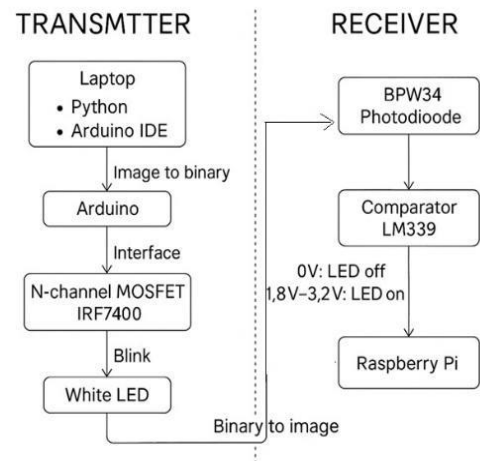 TRANSMTTER
Laptop
• Python
• Arduino IDE
Image to binary
Arduino
Interface
N-channel MOSFET
IRF7400
Blink
White LED
Binary to image
RECEIVER
BPW34
Photodioode
Comparator
LM339
0V: LED off
1,8V–3,2V: LED on
Raspberry Pi